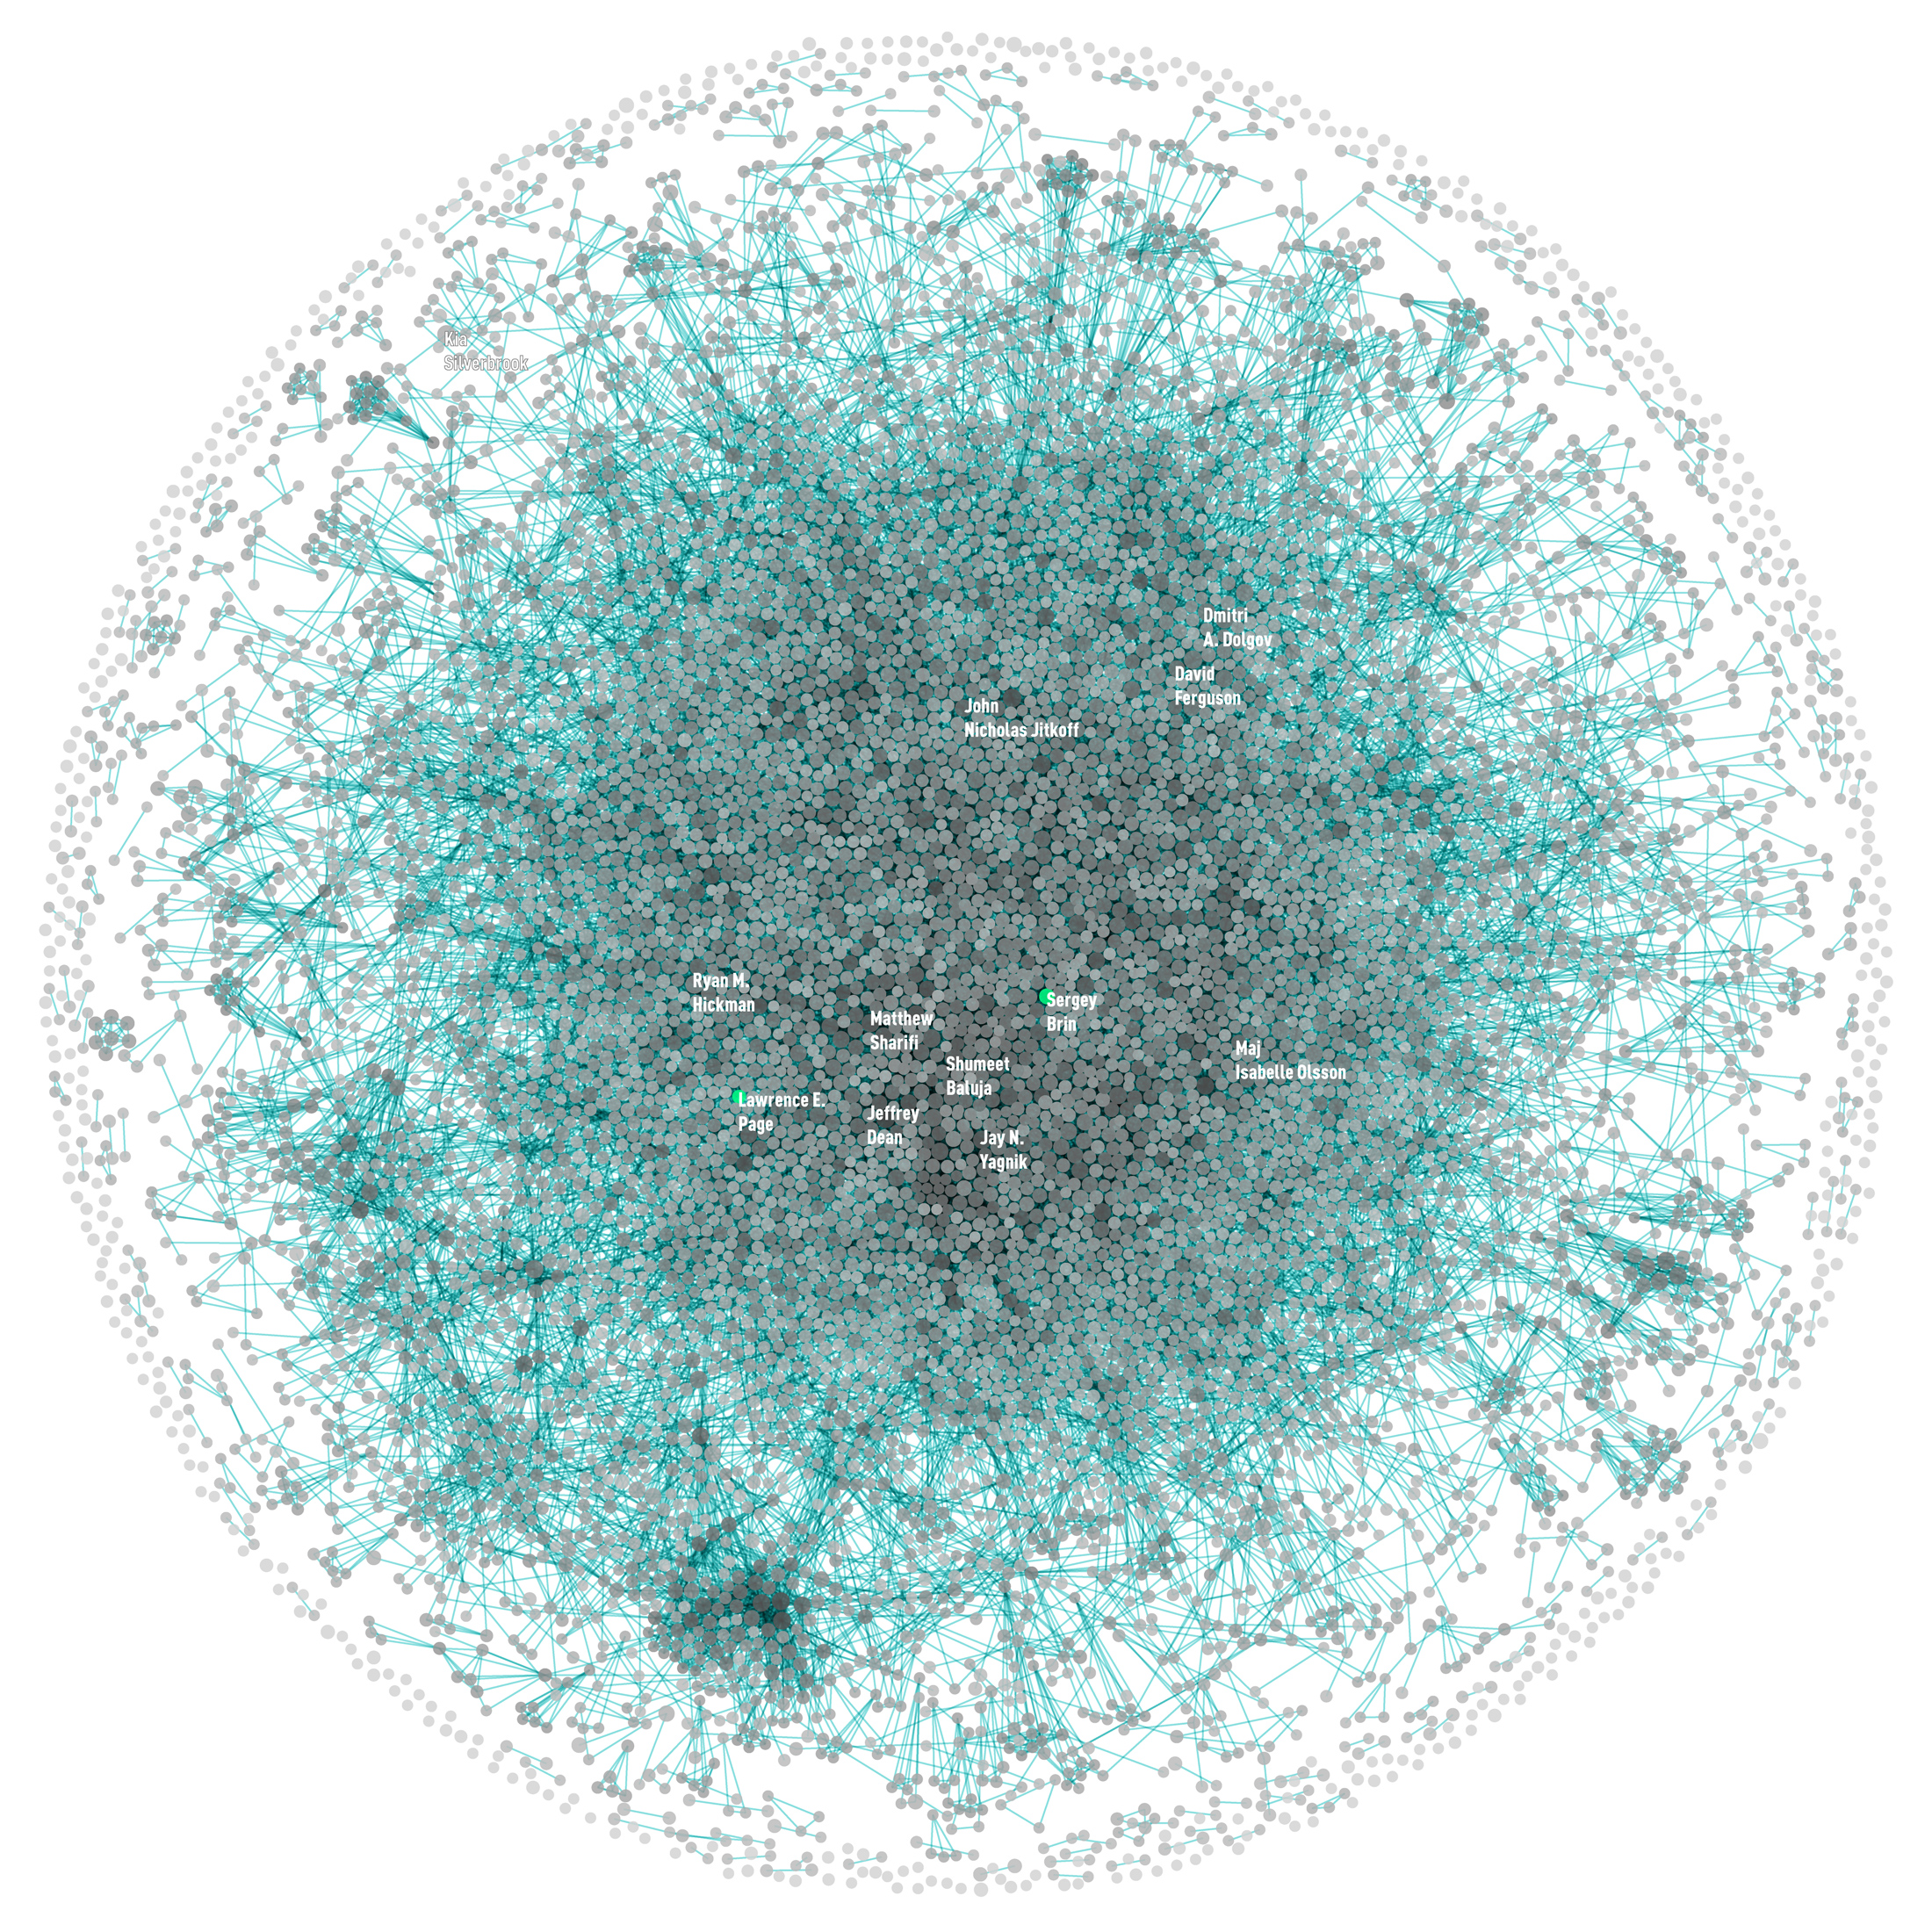 Kia
Silverbrook
Dmitri
A. Dolgov
David
Ferguson
John
Nicholas Jitkoff
Ryan M.
Hickman
Sergey
Brin
Matthew
Sharifi
Maj
Isabelle Olsson
Shumeet
Baluja
Lawrence E.
Page
Jeffrey
Dean
Jay N.
Yagnik